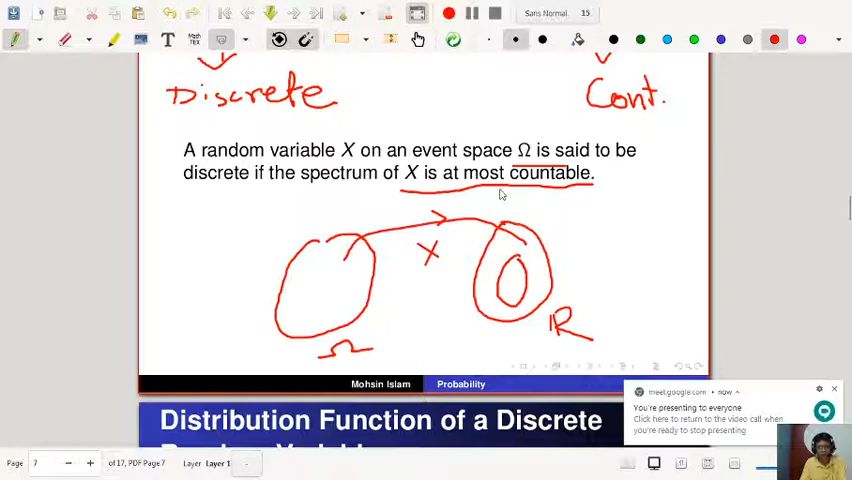 Sans Normal. 15
T
MATH
TEX
Discrete
Cont.
A random variable X on an event space Ω is said to be
discrete if the spectrum of X is at most countable.
X
Ω
IR
Mohsin Islam Probability
Distribution Function of a Discrete
meet.google.com • now
You're presenting to everyone
Click here to return to the video call when
you're ready to stop presenting
Page 7 of 17, PDF Page7 Layer Layer 1